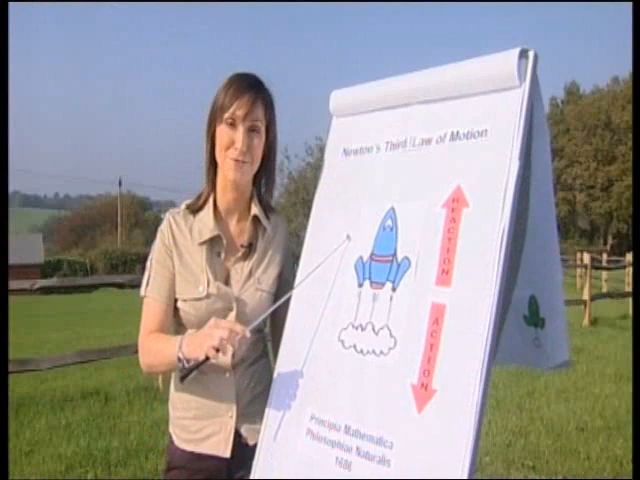 Newton's Third Law of Motion
REACTION
ACTION
Principia Mathematica
Philosophiae Naturalis
1686